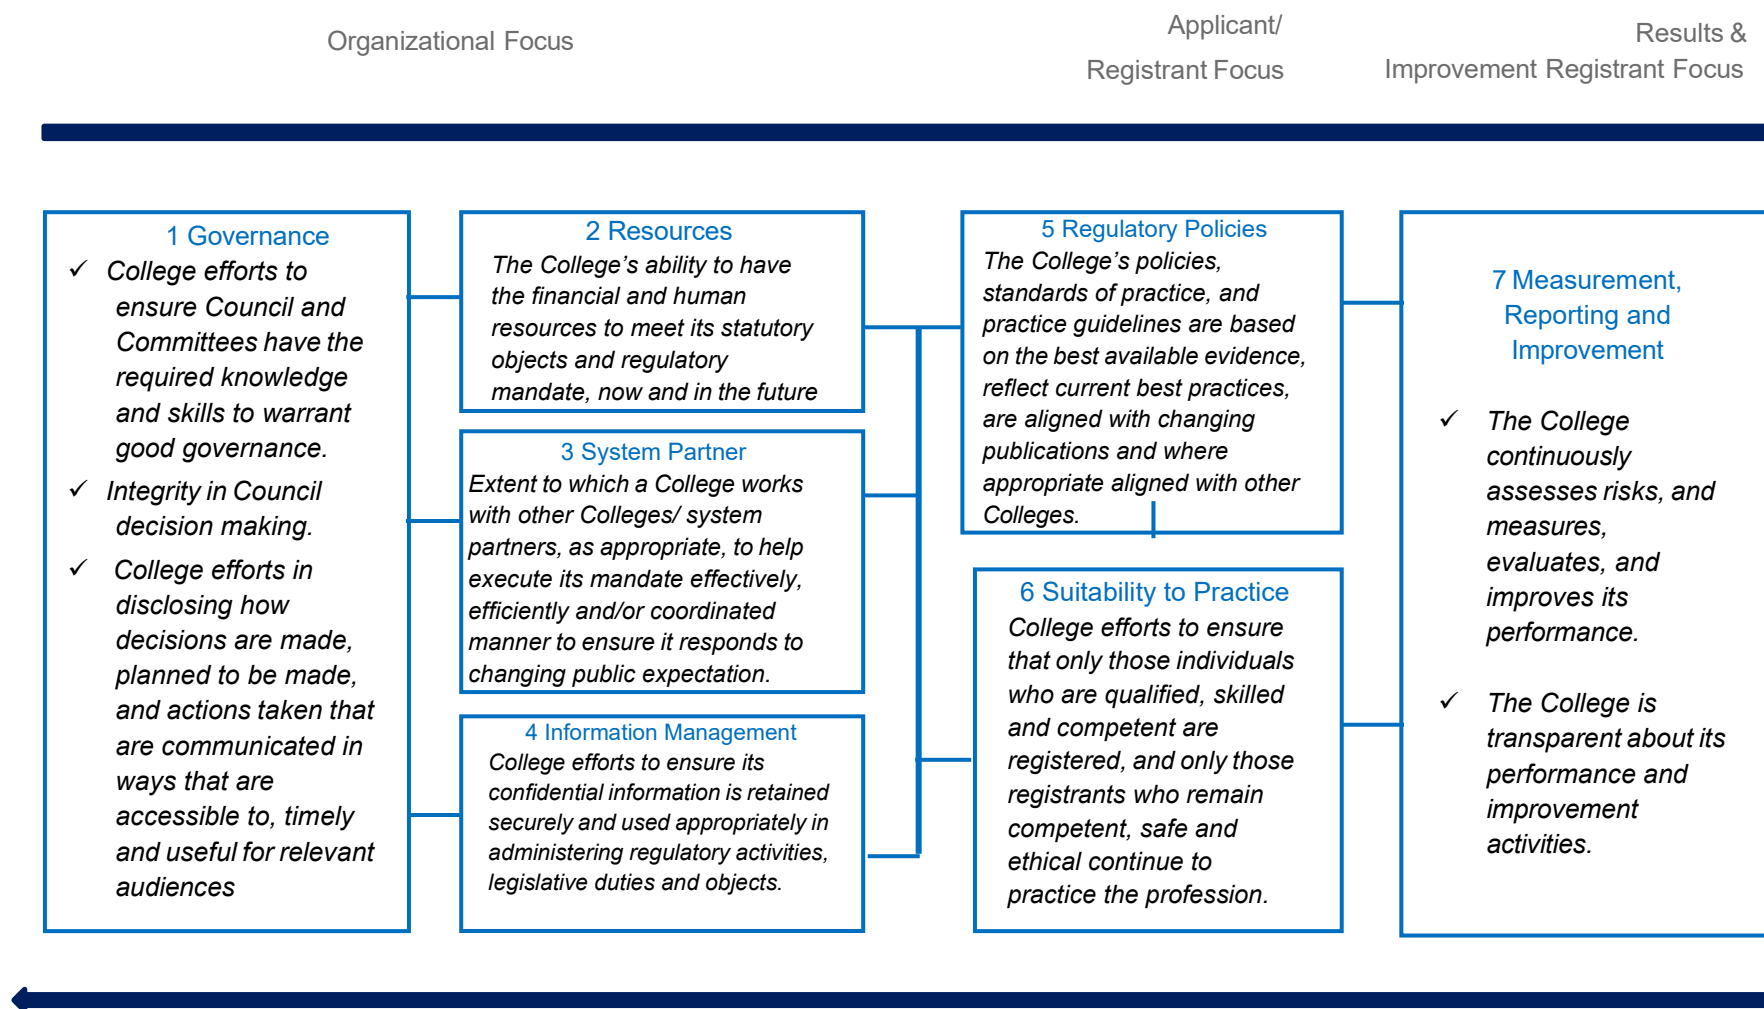 Organizational Focus
Applicant/
Registrant Focus
Results &
Improvement Registrant Focus
1 Governance
✓ College efforts to
ensure Council and
Committees have the
required knowledge
and skills to warrant
good governance.
✓ Integrity in Council
decision making.
✓ College efforts in
disclosing how
decisions are made,
planned to be made,
and actions taken that
are communicated in
ways that are
accessible to, timely
and useful for relevant
audiences
2 Resources
The College’s ability to have
the financial and human
resources to meet its statutory
objects and regulatory
mandate, now and in the future
3 System Partner
Extent to which a College works
with other Colleges/ system
partners, as appropriate, to help
execute its mandate effectively,
efficiently and/or coordinated
manner to ensure it responds to
changing public expectation.
4 Information Management
College efforts to ensure its
confidential information is retained
securely and used appropriately in
administering regulatory activities,
legislative duties and objects.
5 Regulatory Policies
The College’s policies,
standards of practice, and
practice guidelines are based
on the best available evidence,
reflect current best practices,
are aligned with changing
publications and where
appropriate aligned with other
Colleges.
6 Suitability to Practice
College efforts to ensure
that only those individuals
who are qualified, skilled
and competent are
registered, and only those
registrants who remain
competent, safe and
ethical continue to
practice the profession.
7 Measurement,
Reporting and
Improvement
✓ The College
continuously
assesses risks, and
measures,
evaluates, and
improves its
performance.
✓ The College is
transparent about its
performance and
improvement
activities.